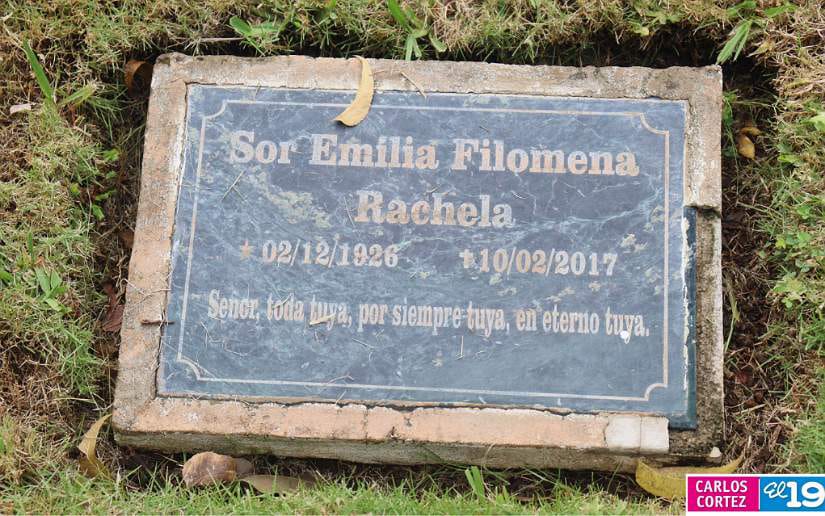 Sor Emilia Filomena
Rachela
★ 02/12/1926 ✝10/02/2017
Señor, toda tuya, por siempre tuya, en eterno tuya.
CARLOS
CORTEZ
El 19